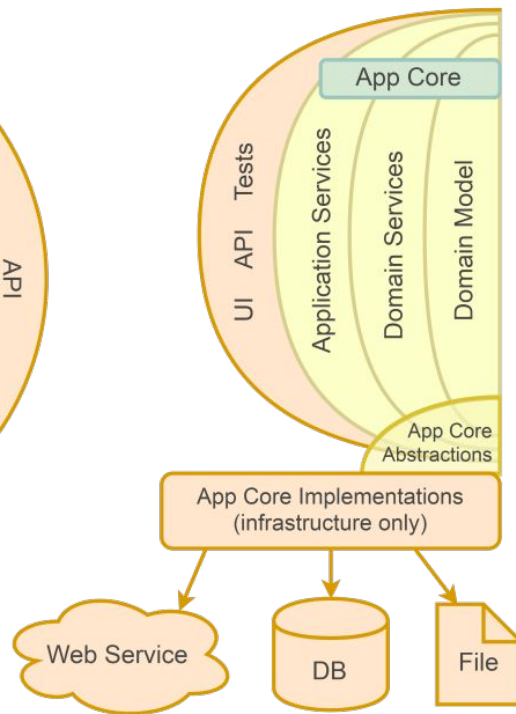 App Core
API
UI API Tests
Application Services
Domain Services
Domain Model
App Core
Abstractions
App Core Implementations
(infrastructure only)
Web Service
DB
File